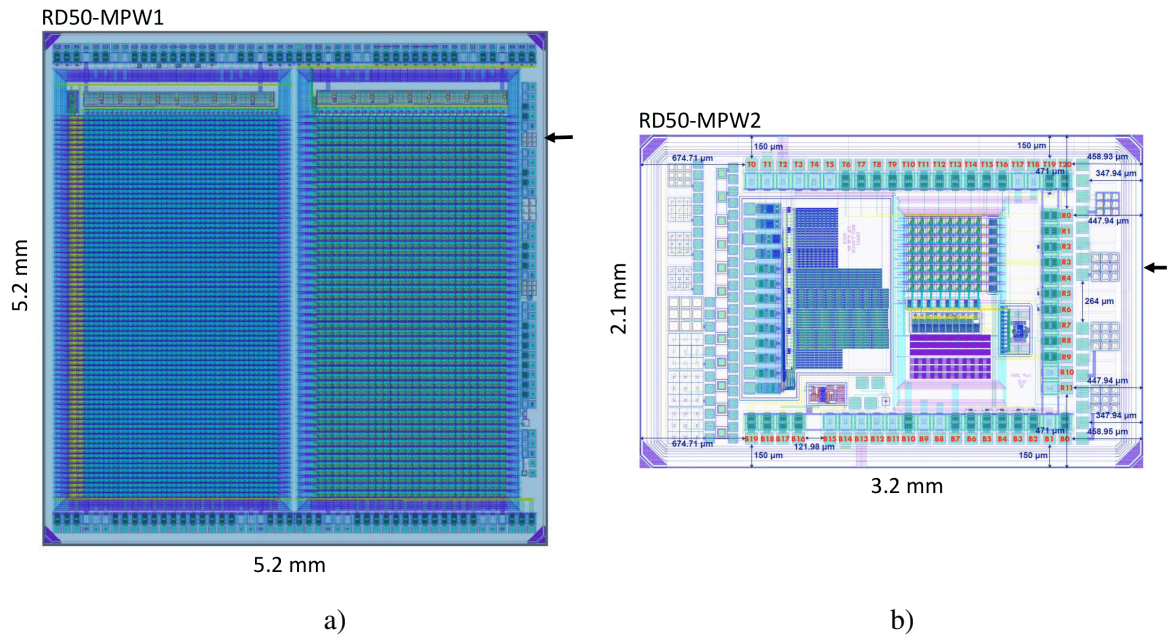 RD50-MPW1
5.2 mm
5.2 mm
a)
RD50-MPW2
150 µm
150 µm
674.71 µm
458.93 µm
T0 T1 T2 T3 T4 T5 T6 T7 T8 T9 T10 T11 T12 T13 T14 T15 T16 T17 T18 T19 T20
471 µm
347.94 µm
447.94 µm
R0
R1
R2
R3
R4
R5
264 µm
R6
R7
R8
R9
R10
R11
447.94 µm
347.94 µm
471 µm
674.71 µm
B19 B18 B17 B16
121.98 µm
B15 B14 B13 B12 B11 B10 B9 B8 B7 B6 B5 B4 B3 B2 B1 B0
458.95 µm
150 µm
150 µm
2.1 mm
3.2 mm
b)